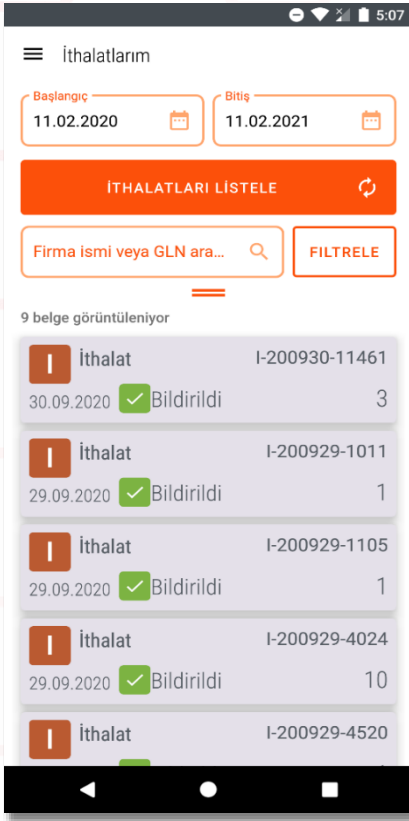 5:07
İthalatlarım
Başlangıç Bitiş
11.02.2020 11.02.2021
İTHALATLARI LİSTELE
Firma ismi veya GLN ara... FILTRELE
9 belge görüntüleniyor
I İthalat I-200930-11461
30.09.2020 Bildirildi 3
I İthalat I-200929-1011
29.09.2020 Bildirildi 1
I İthalat I-200929-1105
29.09.2020 Bildirildi 1
I İthalat I-200929-4024
29.09.2020 Bildirildi 10
I İthalat I-200929-4520